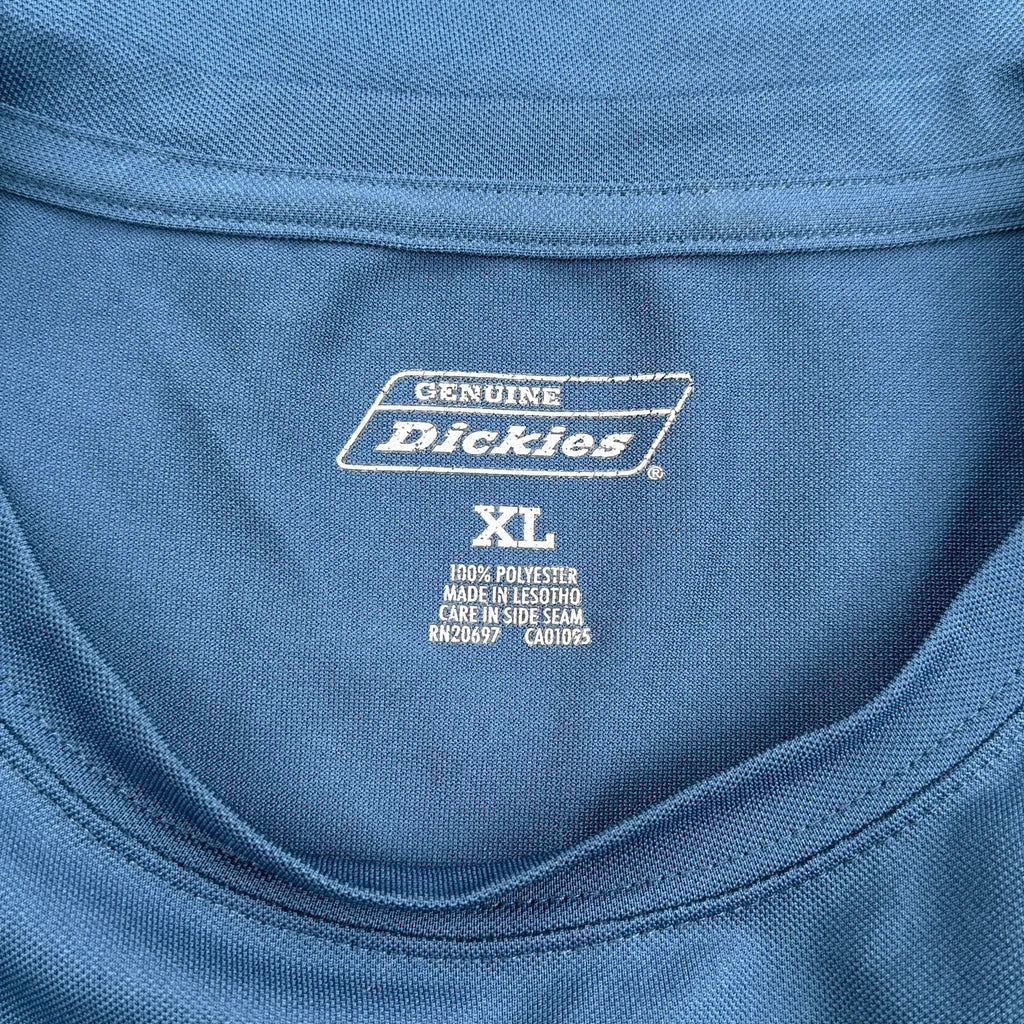 GENUINE
Dickies®
XL
100% POLYESTER
MADE IN LESOTHO
CARE IN SIDE SEAM
RN20697 CA01095